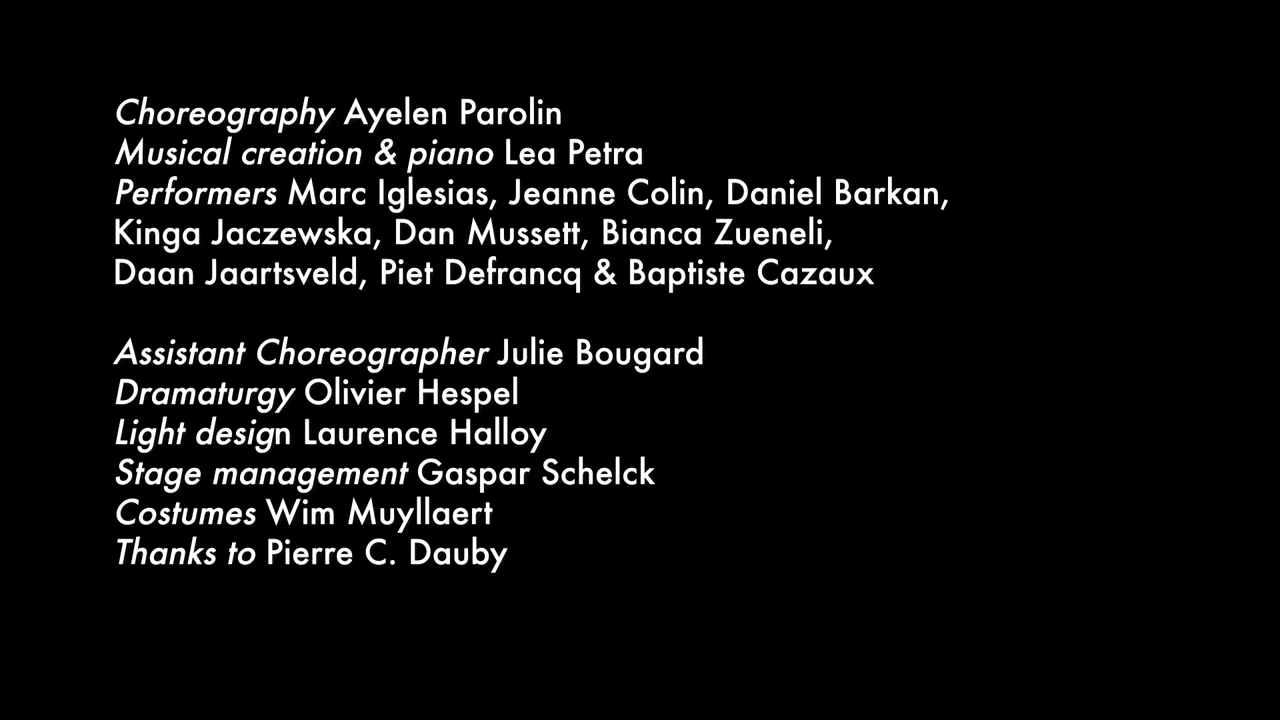 Choreography Ayelen Parolin
Musical creation & piano Lea Petra
Performers Marc Iglesias, Jeanne Colin, Daniel Barkan,
Kinga Jaczewska, Dan Mussett, Bianca Zueneli,
Daan Jaartsveld, Piet Defrancq & Baptiste Cazaux
Assistant Choreographer Julie Bougard
Dramaturgy Olivier Hespel
Light design Laurence Halloy
Stage management Gaspar Schelck
Costumes Wim Muyllaert
Thanks to Pierre C. Dauby